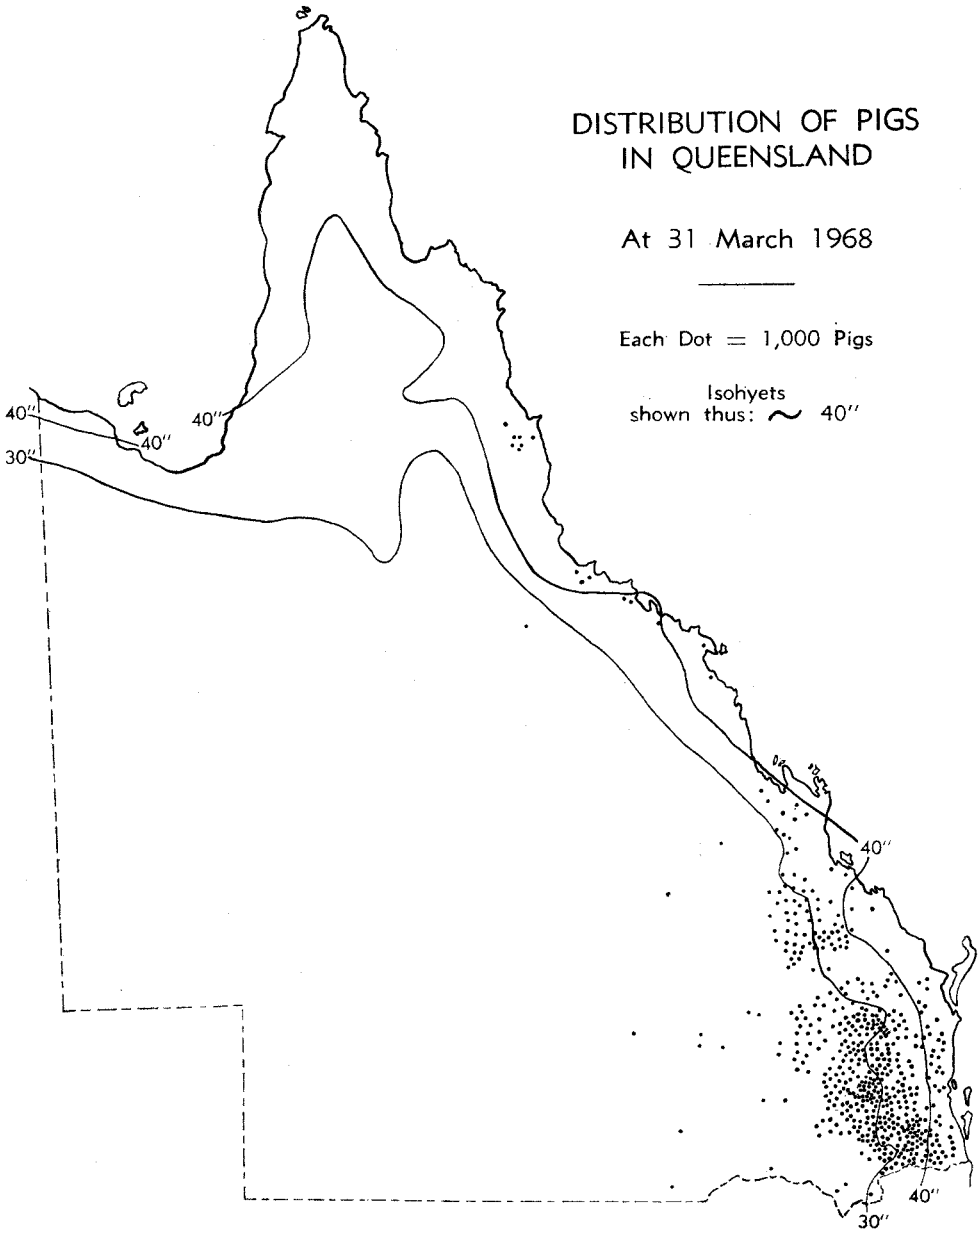 DISTRIBUTION OF PIGS
IN QUEENSLAND
At 31 March 1968
Each Dot = 1,000 Pigs
Isohyets
shown thus: ~ 40"
40"
40"
40"
30"
40"
40"
30"